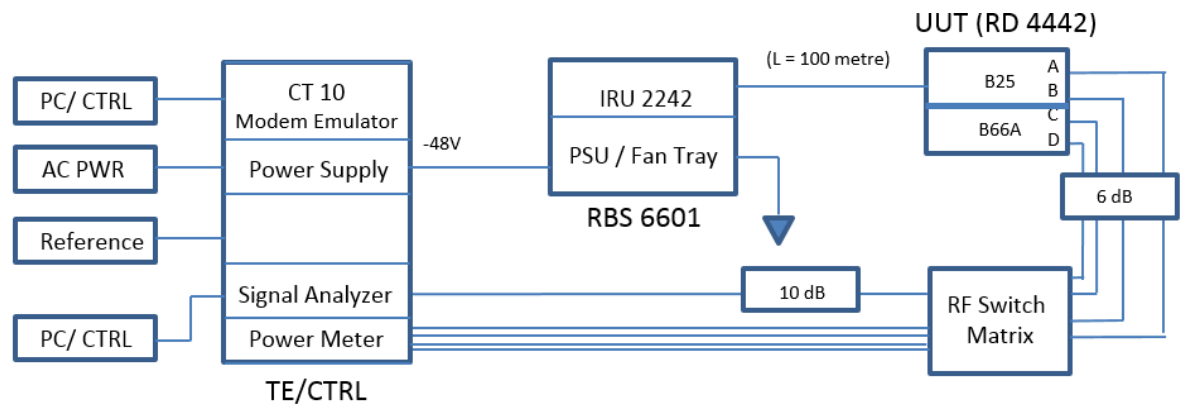 UUT (RD 4442)
(L = 100 metre)
PC/ CTRL
CT 10
Modem Emulator
IRU 2242
B25
A
B
B66A
C
D
-48V
AC PWR
Power Supply
PSU / Fan Tray
6 dB
RBS 6601
Reference
Signal Analyzer
10 dB
RF Switch
Matrix
PC/ CTRL
Power Meter
TE/CTRL